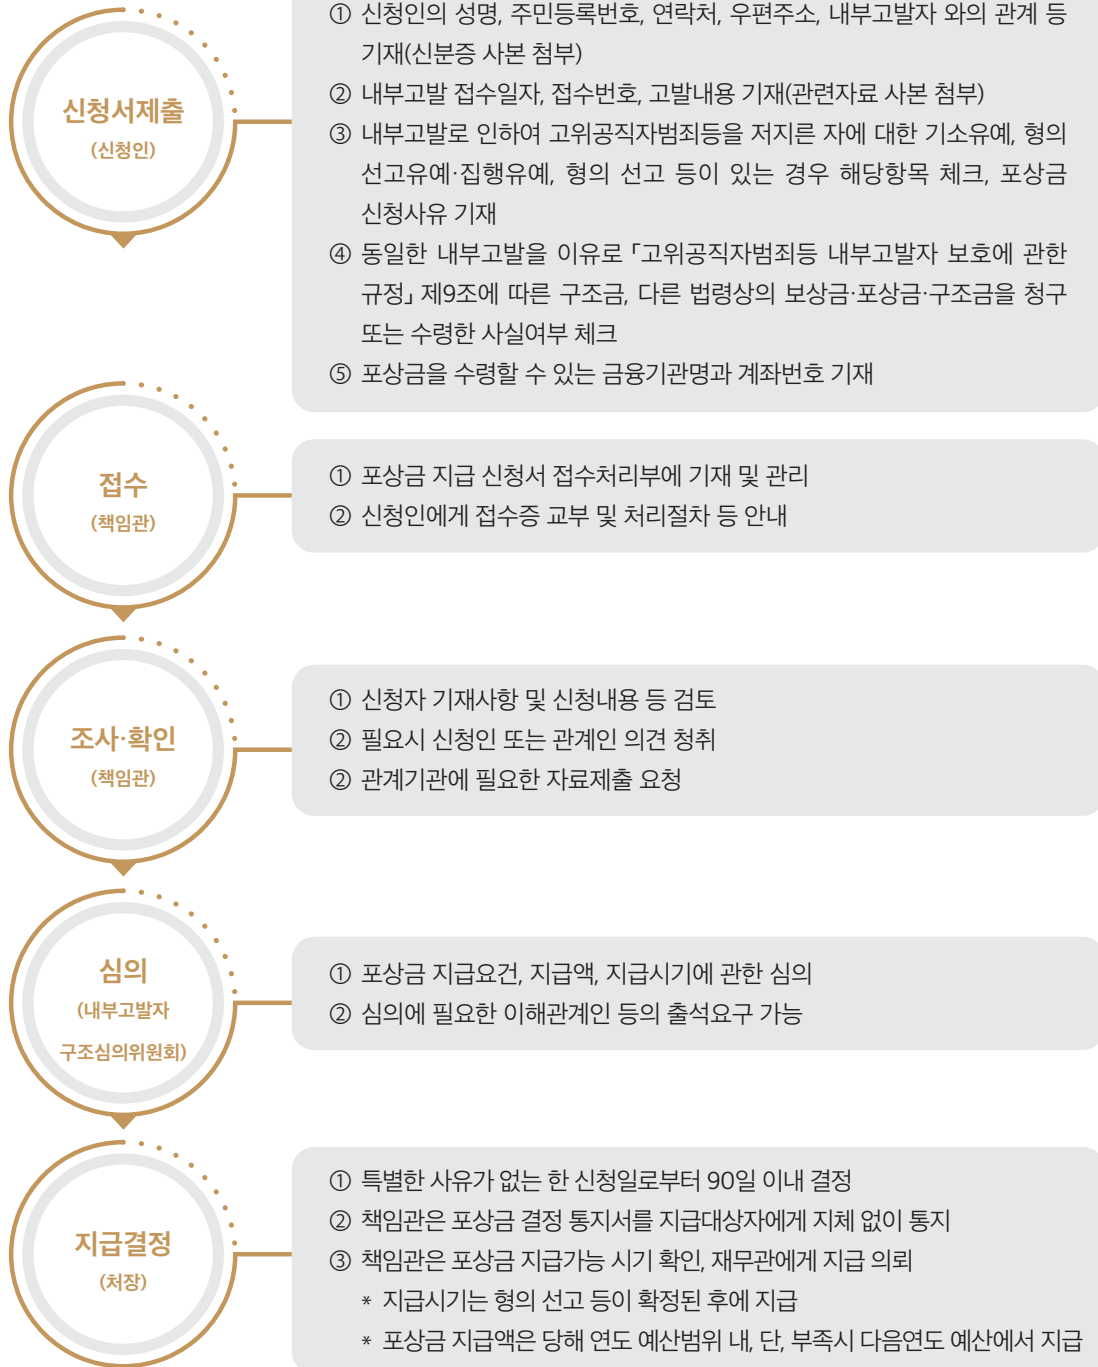 신청서제출
(신청인)
① 신청인의 성명, 주민등록번호, 연락처, 우편주소, 내부고발자 와의 관계 등
기재(신분증 사본 첨부)
② 내부고발 접수일자, 접수번호, 고발내용 기재(관련자료 사본 첨부)
③ 내부고발로 인하여 고위공직자범죄등을 저지른 자에 대한 기소유예, 형의
선고유예·집행유예, 형의 선고 등이 있는 경우 해당항목 체크, 포상금
신청사유 기재
④ 동일한 내부고발을 이유로 「고위공직자범죄등 내부고발자 보호에 관한
규정」 제9조에 따른 구조금, 다른 법령상의 보상금·포상금·구조금을 청구
또는 수령한 사실여부 체크
⑤ 포상금을 수령할 수 있는 금융기관명과 계좌번호 기재
접수
(책임관)
① 포상금 지급 신청서 접수처리부에 기재 및 관리
② 신청인에게 접수증 교부 및 처리절차 등 안내
조사·확인
(책임관)
① 신청자 기재사항 및 신청내용 등 검토
② 필요시 신청인 또는 관계인 의견 청취
② 관계기관에 필요한 자료제출 요청
심의
(내부고발자
구조심의위원회)
① 포상금 지급요건, 지급액, 지급시기에 관한 심의
② 심의에 필요한 이해관계인 등의 출석요구 가능
지급결정
(처장)
① 특별한 사유가 없는 한 신청일로부터 90일 이내 결정
② 책임관은 포상금 결정 통지서를 지급대상자에게 지체 없이 통지
③ 책임관은 포상금 지급가능 시기 확인, 재무관에게 지급 의뢰
* 지급시기는 형의 선고 등이 확정된 후에 지급
* 포상금 지급액은 당해 연도 예산범위 내, 단, 부족시 다음연도 예산에서 지급